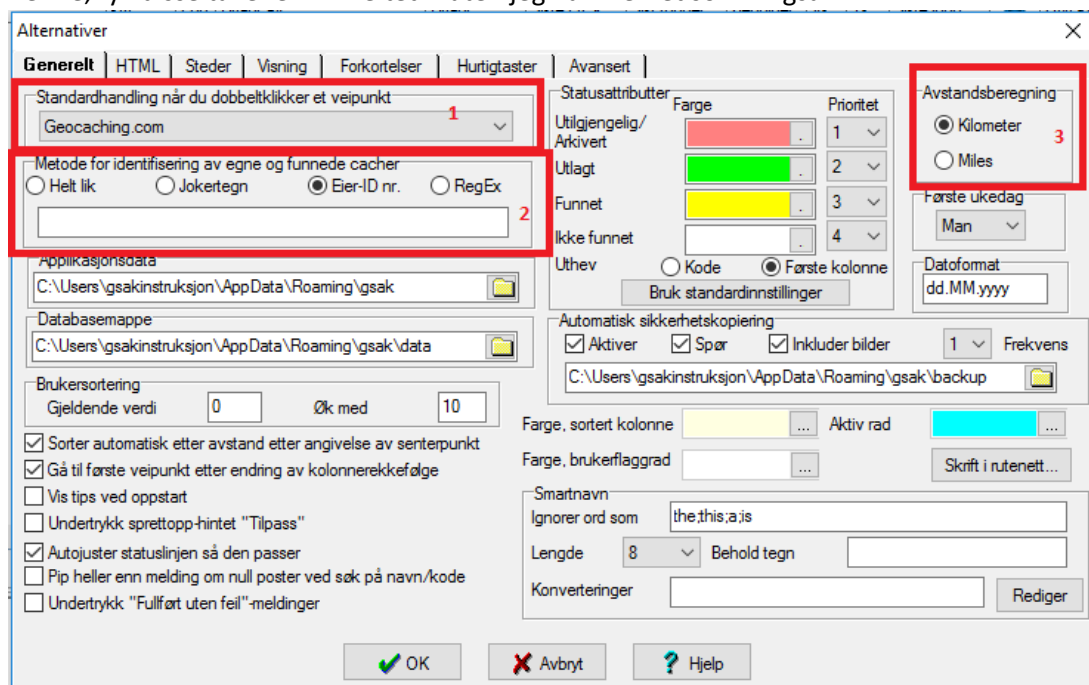 Alternativer
Generelt HTML Steder Visning Forkortelser Hurtigtaster Avansert
Standardhandling når du dobbeltklikker et veipunkt
1
Geocaching.com
Metode for identifisering av egne og funnede cacher
Helt lik Jokertegn Eier-ID nr. RegEx
2
Applikasjonsdata
C:\Users\gsakinstruksjon\AppData\Roaming\gsak
Databasemappe
C:\Users\gsakinstruksjon\AppData\Roaming\gsak\data
Brukersortering
Gjeldende verdi 0 Øk med 10
Sorter automatisk etter avstand etter angivelse av senterpunkt
Gå til første veipunkt etter endring av kolonnerekkefølge
Vis tips ved oppstart
Undertrykk sprettopp-hintet "Tilpass"
Autojuster statuslinjen så den passer
Pip heller enn melding om null poster ved søk på navn/kode
Undertrykk "Fullført uten feil"-meldinger
Statusattributter
Farge Prioritet
Utilgjengelig/
Arkivert . 1
Utlagt . 2
Funnet . 3
Ikke funnet . 4
Uthev Kode Første kolonne
Bruk standardinnstillinger
Avstandsberegning
Kilometer
3
Miles
Første ukedag
Man
Datoformat
dd.MM.yyyy
Automatisk sikkerhetskopiering
Aktiver Spør Inkluder bilder 1 Frekvens
C:\Users\gsakinstruksjon\AppData\Roaming\gsak\backup
Farge, sortert kolonne ... Aktiv rad ...
Farge, brukerflaggrad ... Skrift i rutenett...
Smartnavn
Ignorer ord som the;this;a;is
Lengde 8 Behold tegn
Konverteringer Rediger
OK Avbryt ? Hjelp